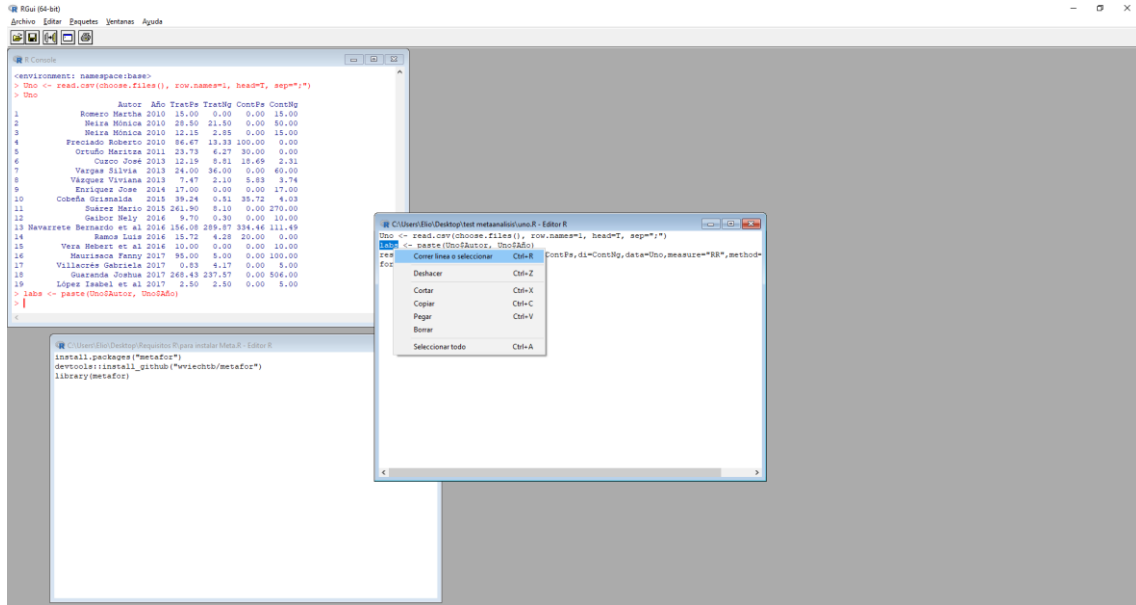 RGui (64-bit)
Archivo Editar Paquetes Ventanas Ayuda
R Console
<environment: namespace:base>
> Uno <- read.csv(choose.files(), row.names=1, head=T, sep=";")
> Uno
Autor Año TratPs TratNg ContPs ContNg
1 Romero Martha 2010 15.00 0.00 0.00 15.00
2 Neira Mónica 2010 28.50 21.50 0.00 50.00
3 Neira Mónica 2010 12.15 2.85 0.00 15.00
4 Preciado Roberto 2010 86.67 13.33 100.00 0.00
5 Ortuño Maritza 2011 23.73 6.27 30.00 0.00
6 Cuzco José 2013 12.19 8.81 18.69 2.31
7 Vargas Silvia 2013 24.00 36.00 0.00 60.00
8 Vázquez Viviana 2013 7.47 2.10 5.83 3.74
9 Enriquez Jose 2014 17.00 0.00 0.00 17.00
10 Cobeña Grisnalda 2015 39.24 0.51 35.72 4.03
11 Suárez Mario 2015 261.90 8.10 0.00 270.00
12 Gaibor Nely 2016 9.70 0.30 0.00 10.00
13 Navarrete Bernardo et al 2016 156.08 289.87 334.46 111.49
14 Ramos Luis 2016 15.72 4.28 20.00 0.00
15 Vera Hebert et al 2016 10.00 0.00 0.00 10.00
16 Maurisaca Fanny 2017 95.00 5.00 0.00 100.00
17 Villacrés Gabriela 2017 0.83 4.17 0.00 5.00
18 Guaranda Joshua 2017 268.43 237.57 0.00 506.00
19 López Isabel et al 2017 2.50 2.50 0.00 5.00
> labs <- paste(Uno$Autor, Uno$Año)
>
C:\Users\Elio\Desktop\test metaanalisis\uno.R - Editor R
Uno <- read.csv(choose.files(), row.names=1, head=T, sep=";")
labs <- paste(Uno$Autor, Uno$Año)
res ContPs,di=ContNg,data=Uno,measure="RR",method=
for
Correr linea o seleccionar Ctrl+R
Deshacer Ctrl+Z
Cortar Ctrl+X
Copiar Ctrl+C
Pegar Ctrl+V
Borrar
Seleccionar todo Ctrl+A
C:\Users\Elio\Desktop\Requisitos R\para instalar Meta.R - Editor R
install.packages("metafor")
devtools::install_github("wviechtb/metafor")
library(metafor)